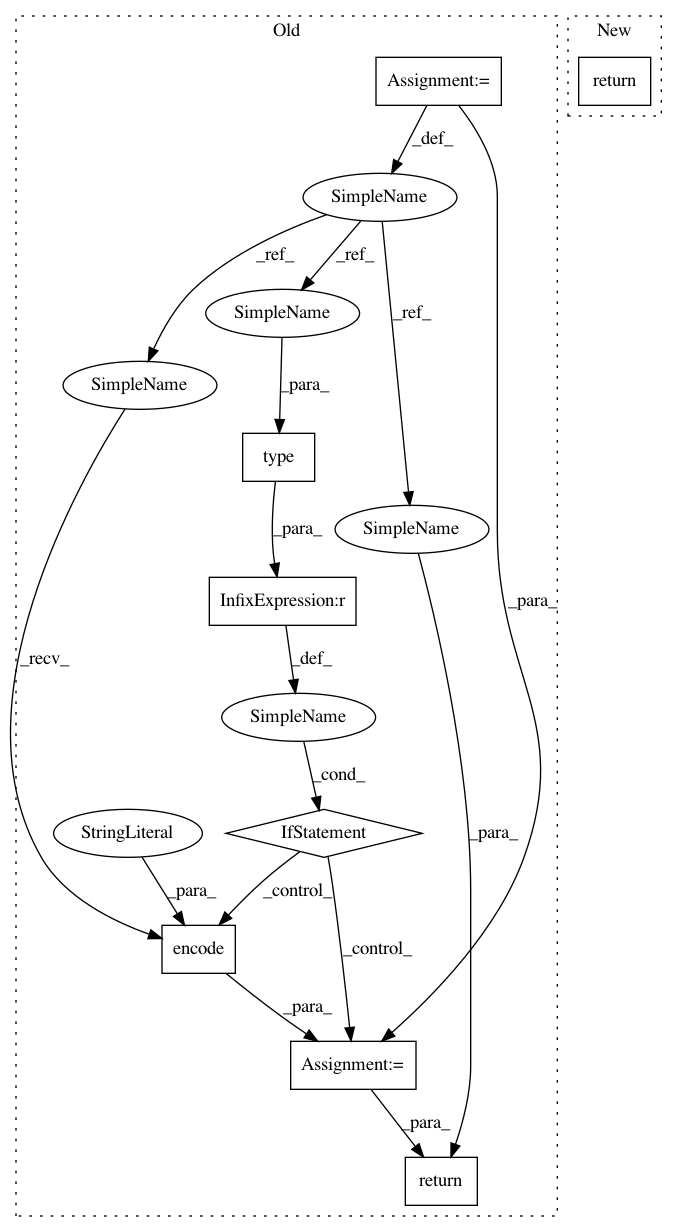 Old
New
Assignment:=
return
_def_
SimpleName
_ref_
_ref_
SimpleName
_ref_
SimpleName
_para_
type
SimpleName
_para_
InfixExpression:r
_para_
_recv_
_def_
SimpleName
_cond_
StringLiteral
IfStatement
_para_
_para_
_control_
encode
_control_
_para_
Assignment:=
_para_
return